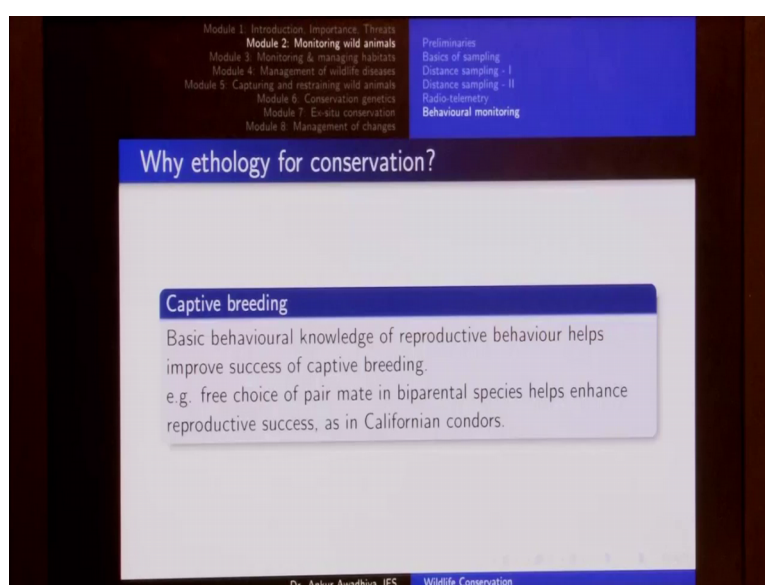 Module 1: Introduction, Importance, Threats
Module 2: Monitoring wild animals
Module 3: Monitoring & managing habitats
Module 4: Management of wildlife diseases
Module 5: Capturing and restraining wild animals
Module 6: Conservation genetics
Module 7: Ex-situ conservation
Module 8: Management of changes
Preliminaries
Basics of sampling
Distance sampling - I
Distance sampling - II
Radio-telemetry
Behavioural monitoring
Why ethology for conservation?
Captive breeding
Basic behavioural knowledge of reproductive behaviour helps
improve success of captive breeding.
e.g. free choice of pair mate in biparental species helps enhance
reproductive success, as in Californian condors.
Dr. Ankur Awadhiya, IFS
Wildlife Conservation